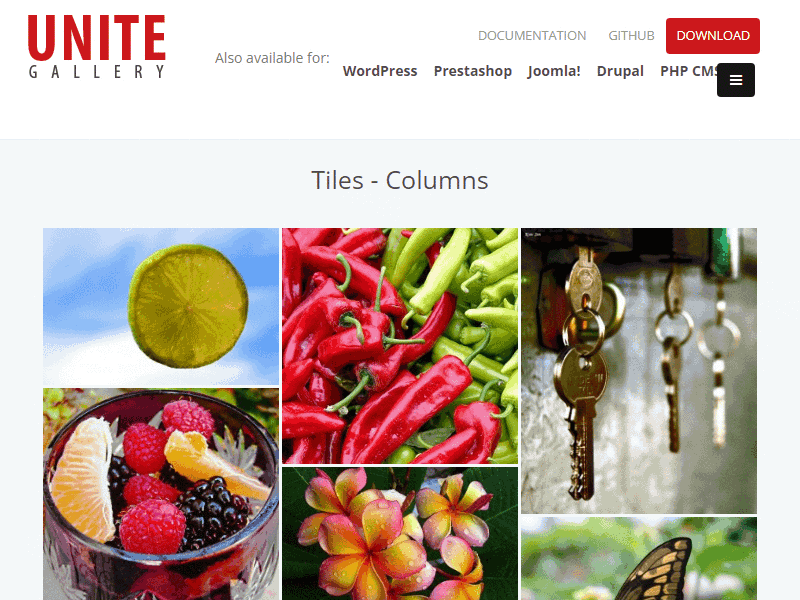 UNITE
GALLERY
DOCUMENTATION GITHUB DOWNLOAD
Also available for: WordPress Prestashop Joomla! Drupal PHP CMS
Tiles - Columns